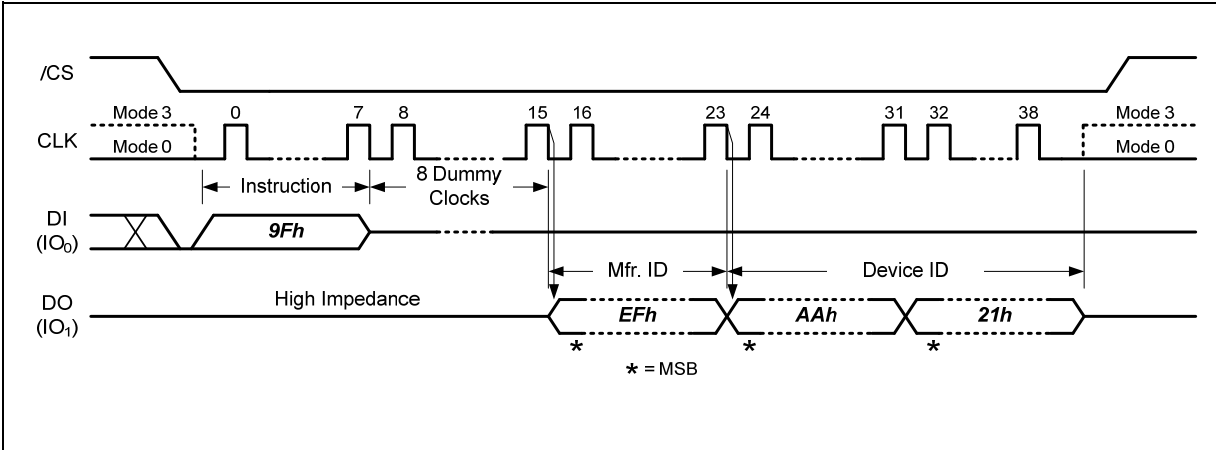 /CS
Mode 3 0 7 8 15 16 23 24 31 32 38 Mode 3
CLK
Mode 0 Mode 0
Instruction 8 Dummy
Clocks
DI
(IO₀)
9Fh
Mfr. ID Device ID
High Impedance
DO
(IO₁)
EFh AAh 21h
* * *
* = MSB